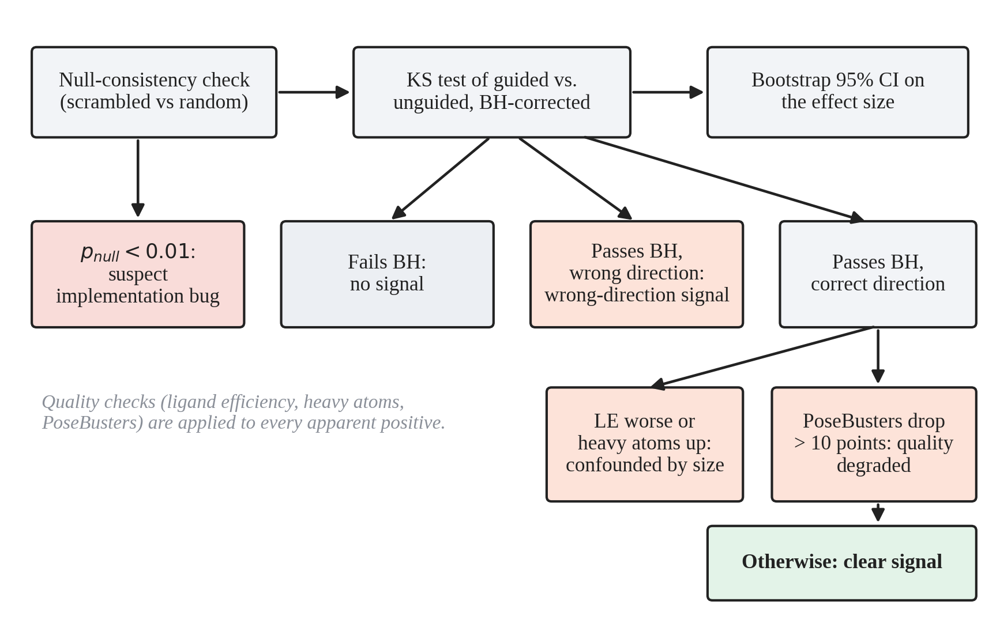 Null-consistency check
(scrambled vs random)
KS test of guided vs.
unguided, BH-corrected
Bootstrap 95% CI on
the effect size
p_null < 0.01:
suspect
implementation bug
Fails BH:
no signal
Passes BH,
wrong direction:
wrong-direction signal
Passes BH,
correct direction
Quality checks (ligand efficiency, heavy atoms,
PoseBusters) are applied to every apparent positive.
LE worse or
heavy atoms up:
confounded by size
PoseBusters drop
> 10 points: quality
degraded
Otherwise: clear signal